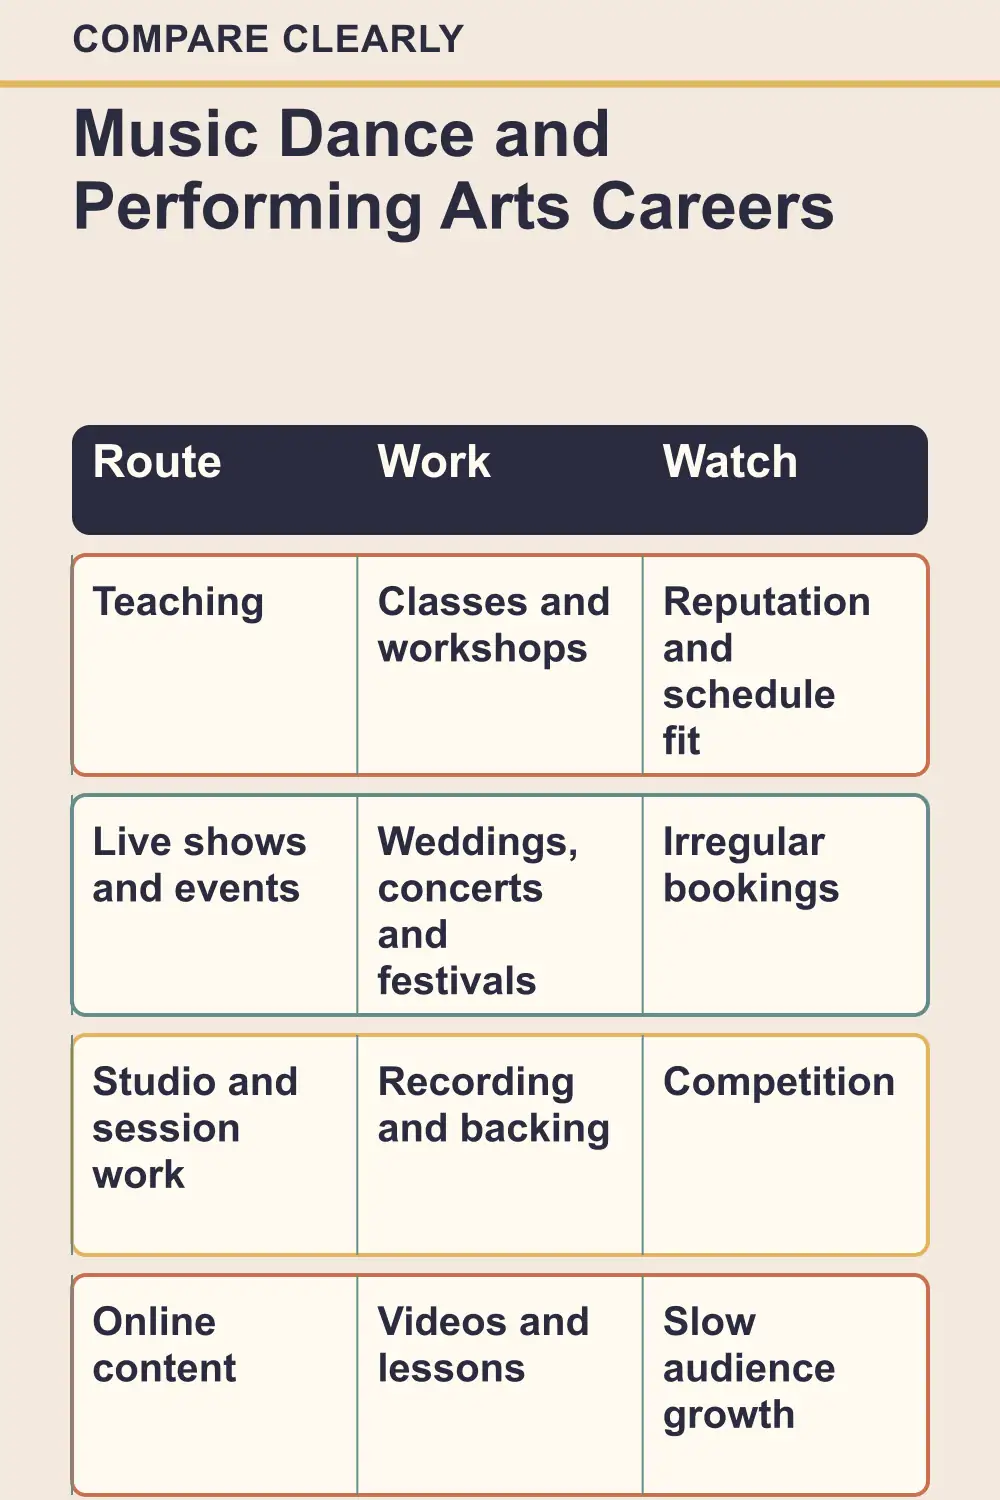 COMPARE CLEARLY
Music Dance and
Performing Arts Careers
Route
Work
Watch
Teaching
Classes and
workshops
Reputation
and
schedule
fit
Live shows
and events
Weddings,
concerts
and
festivals
Irregular
bookings
Studio and
session
work
Recording
and backing
Competition
Online
content
Videos and
lessons
Slow
audience
growth